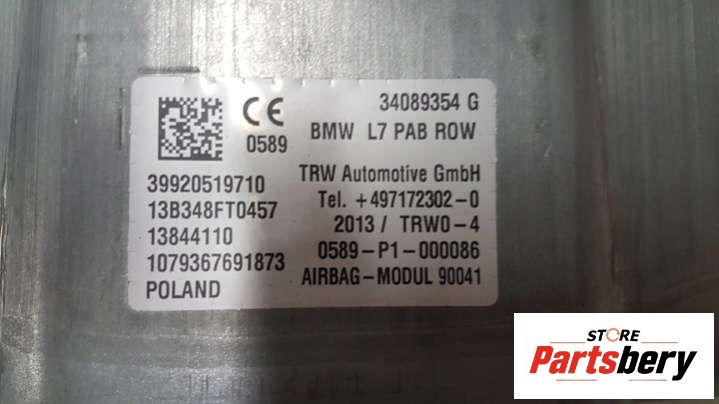 34089354 G
CE
0589
BMW L7 PAB ROW
39920519710
13B348FT0457
13844110
1079367691873
POLAND
TRW Automotive GmbH
Tel. +497172302-0
2013 / TRW0-4
0589-P1-000086
AIRBAG-MODUL 90041
STORE
Partsbery